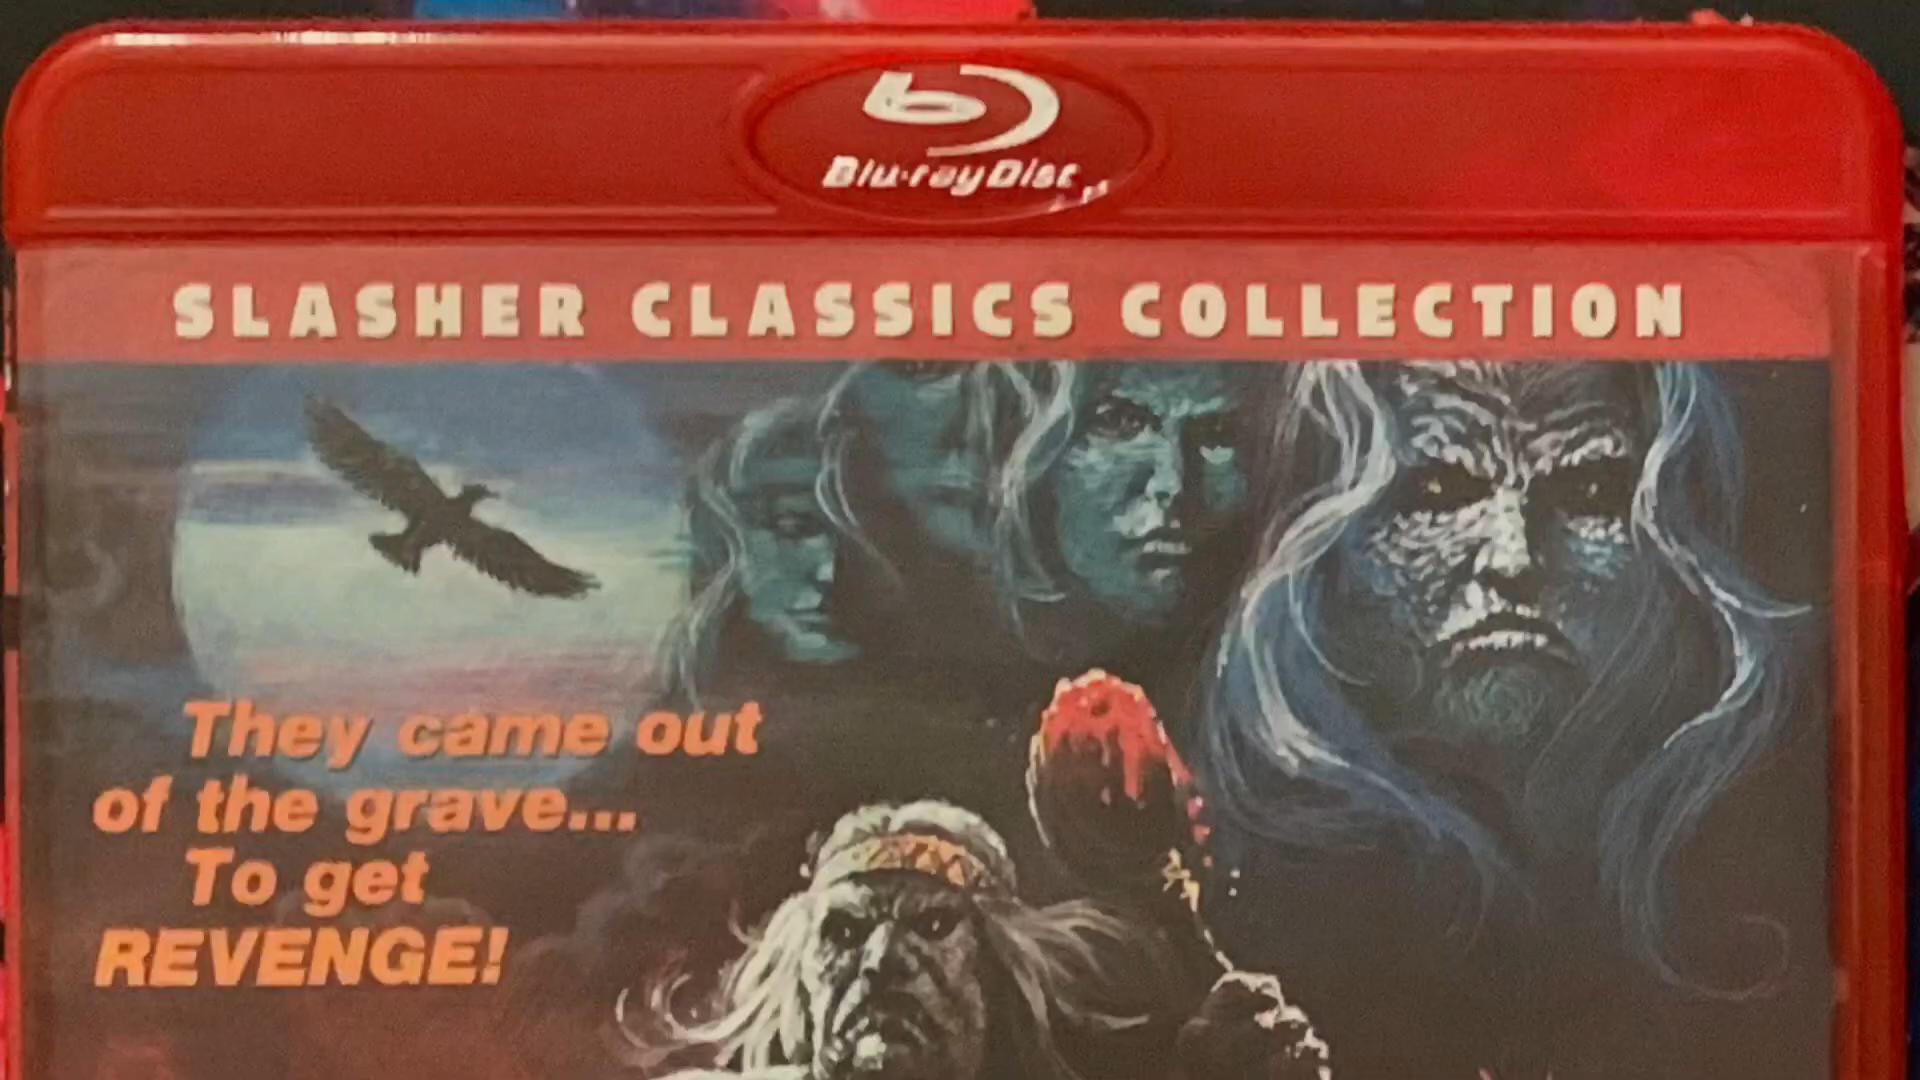 Blu-ray Disc
SLASHER CLASSICS COLLECTION
They came out
of the grave...
To get
REVENGE!